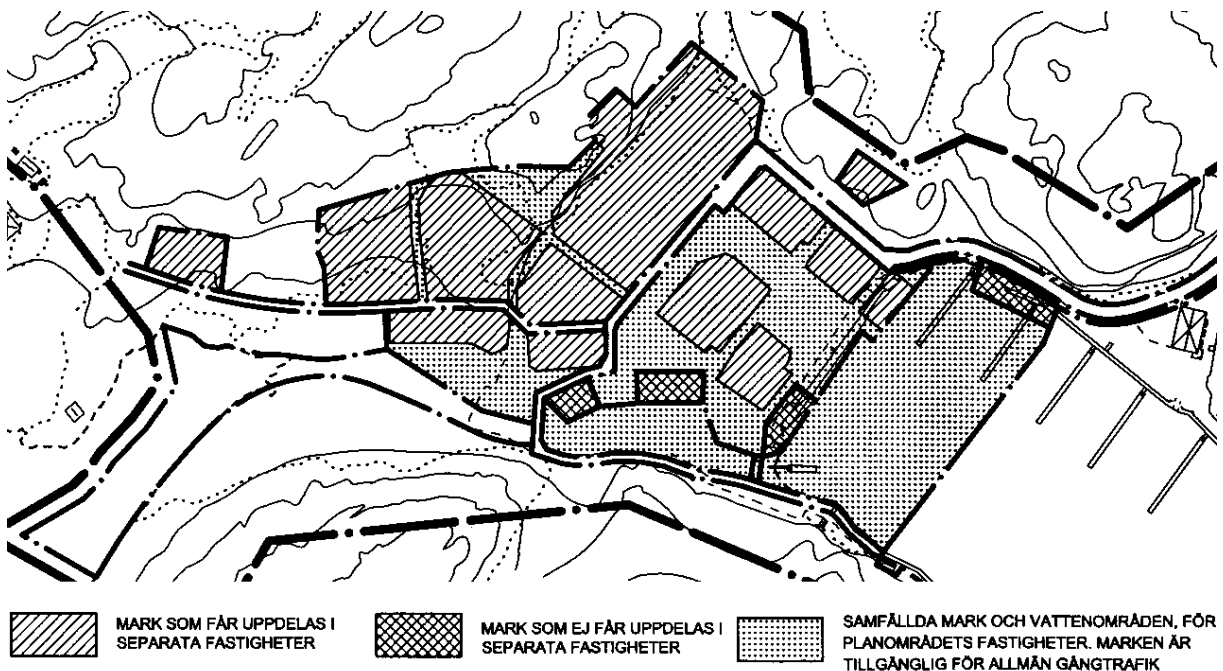 MARK SOM FÅR UPPDELAS I
SEPARATA FASTIGHETER
MARK SOM EJ FÅR UPPDELAS I
SEPARATA FASTIGHETER
SAMFÄLLDA MARK OCH VATTENOMRÅDEN, FÖR
PLANOMRÅDETS FASTIGHETER. MARKEN ÄR
TILLGÄNGLIG FÖR ALLMÄN GÅNGTRAFIK